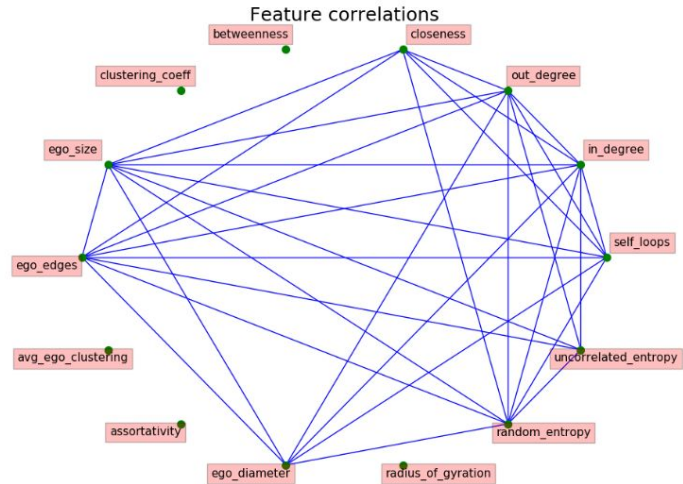 Feature correlations
betweenness
closeness
clustering_coeff
out_degree
ego_size
in_degree
self_loops
ego_edges
avg_ego_clustering
uncorrelated_entropy
assortativity
random_entropy
ego_diameter
radius_of_gyration